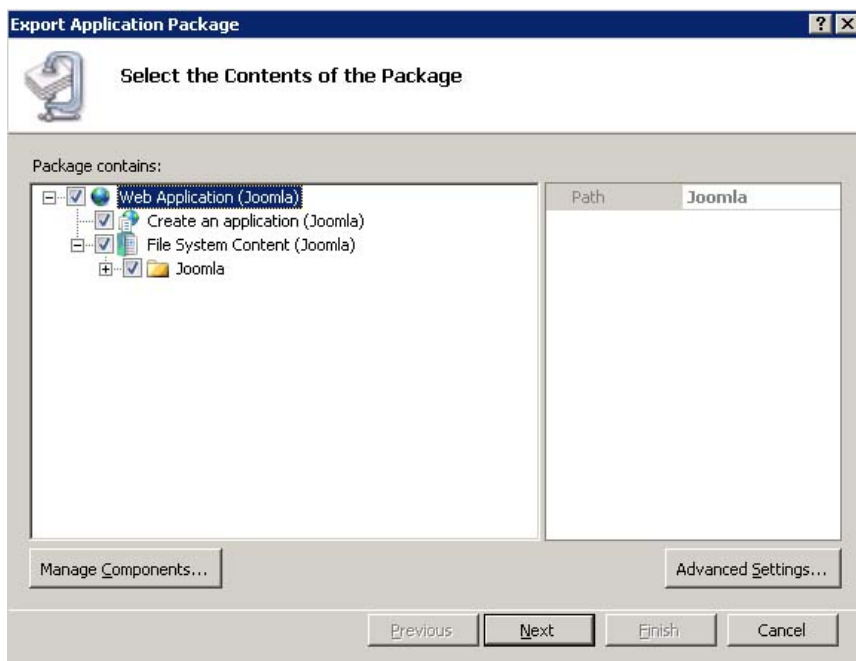 Export Application Package
Select the Contents of the Package
Package contains:
Web Application (Joomla)
Create an application (Joomla)
File System Content (Joomla)
Joomla
Path Joomla
Manage Components...
Advanced Settings...
Previous Next Finish Cancel